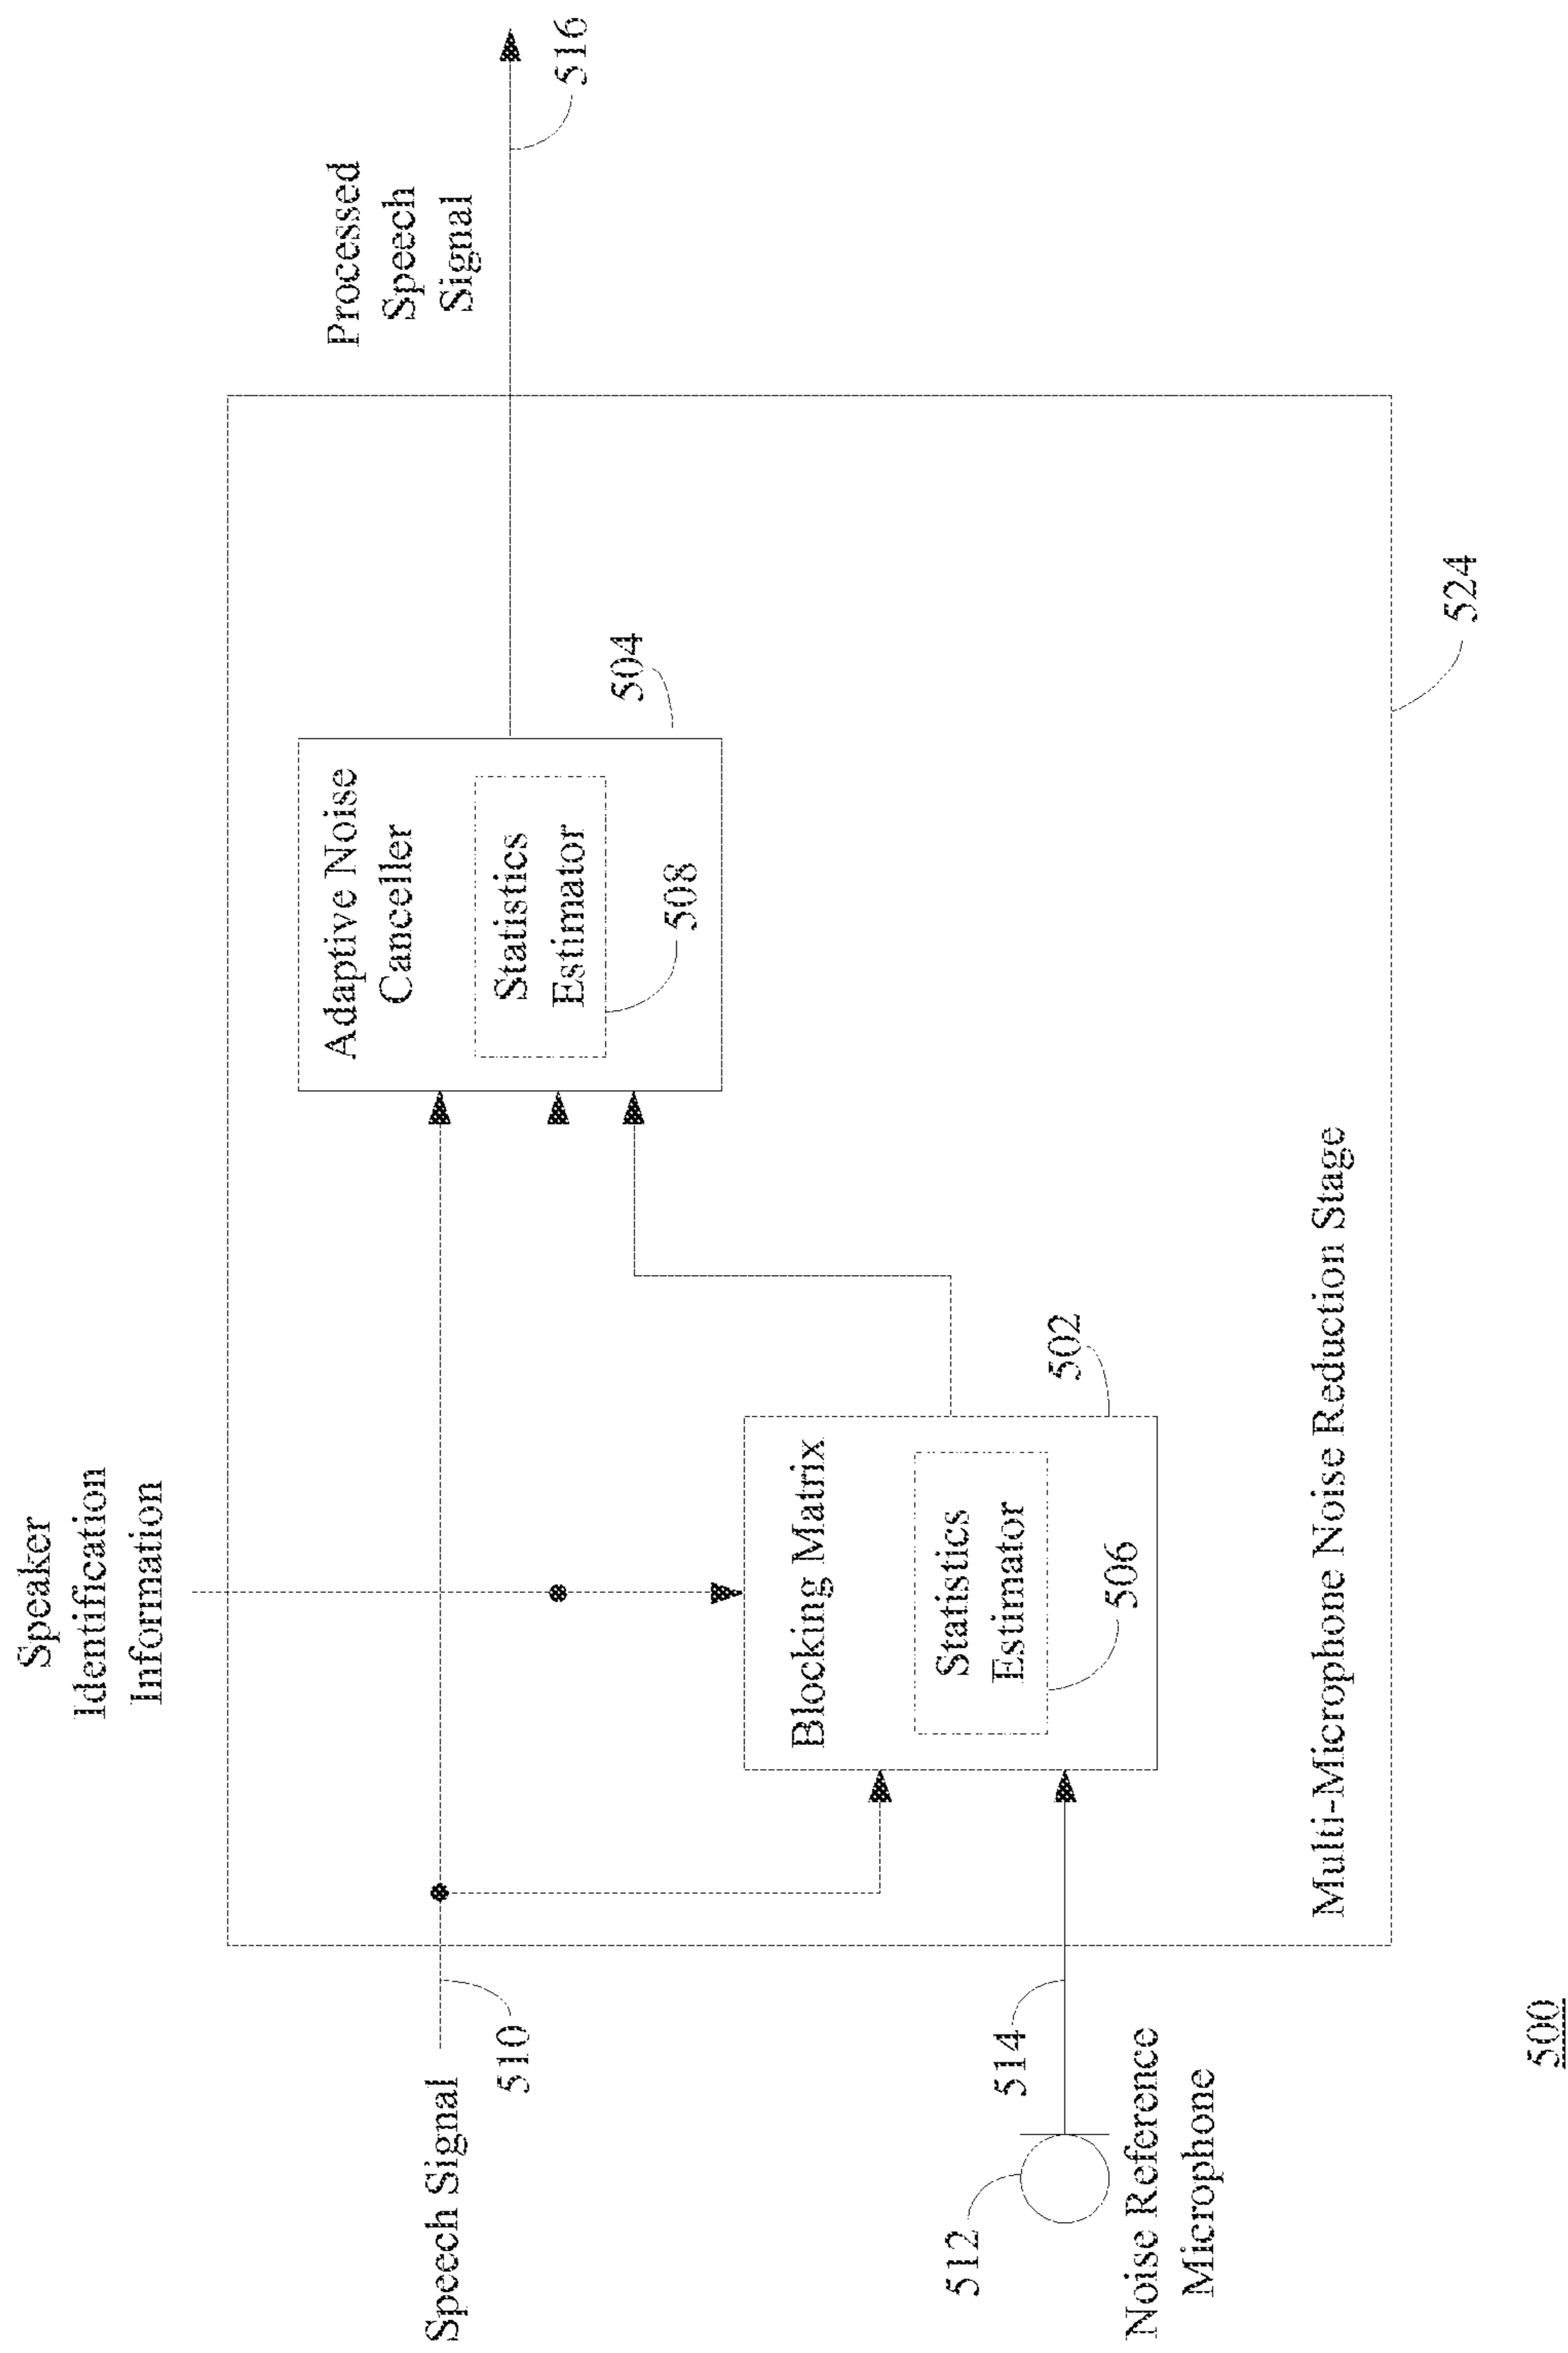 Speaker
Identification
Information
Processed
Speech
Signal
516
Adaptive Noise
Canceller
504
Statistics
Estimator
508
Speech Signal
510
Blocking Matrix
502
Statistics
Estimator
506
512
514
Noise Reference
Microphone
Multi-Microphone Noise Reduction Stage
524
500